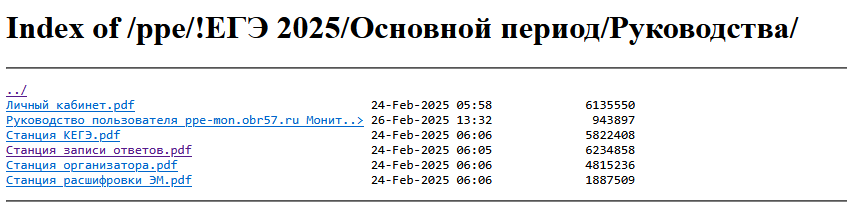 Index of /ppe/!ЕГЭ 2025/Основной период/Руководства/
../
Личный кабинет.pdf 24-Feb-2025 05:58 6135550
Руководство пользователя ppe-mon.obr57.ru Монит..> 26-Feb-2025 13:32 943897
Станция КЕГЭ.pdf 24-Feb-2025 06:06 5822408
Станция записи ответов.pdf 24-Feb-2025 06:05 6234858
Станция организатора.pdf 24-Feb-2025 06:06 4815236
Станция расшифровки ЭМ.pdf 24-Feb-2025 06:06 1887509